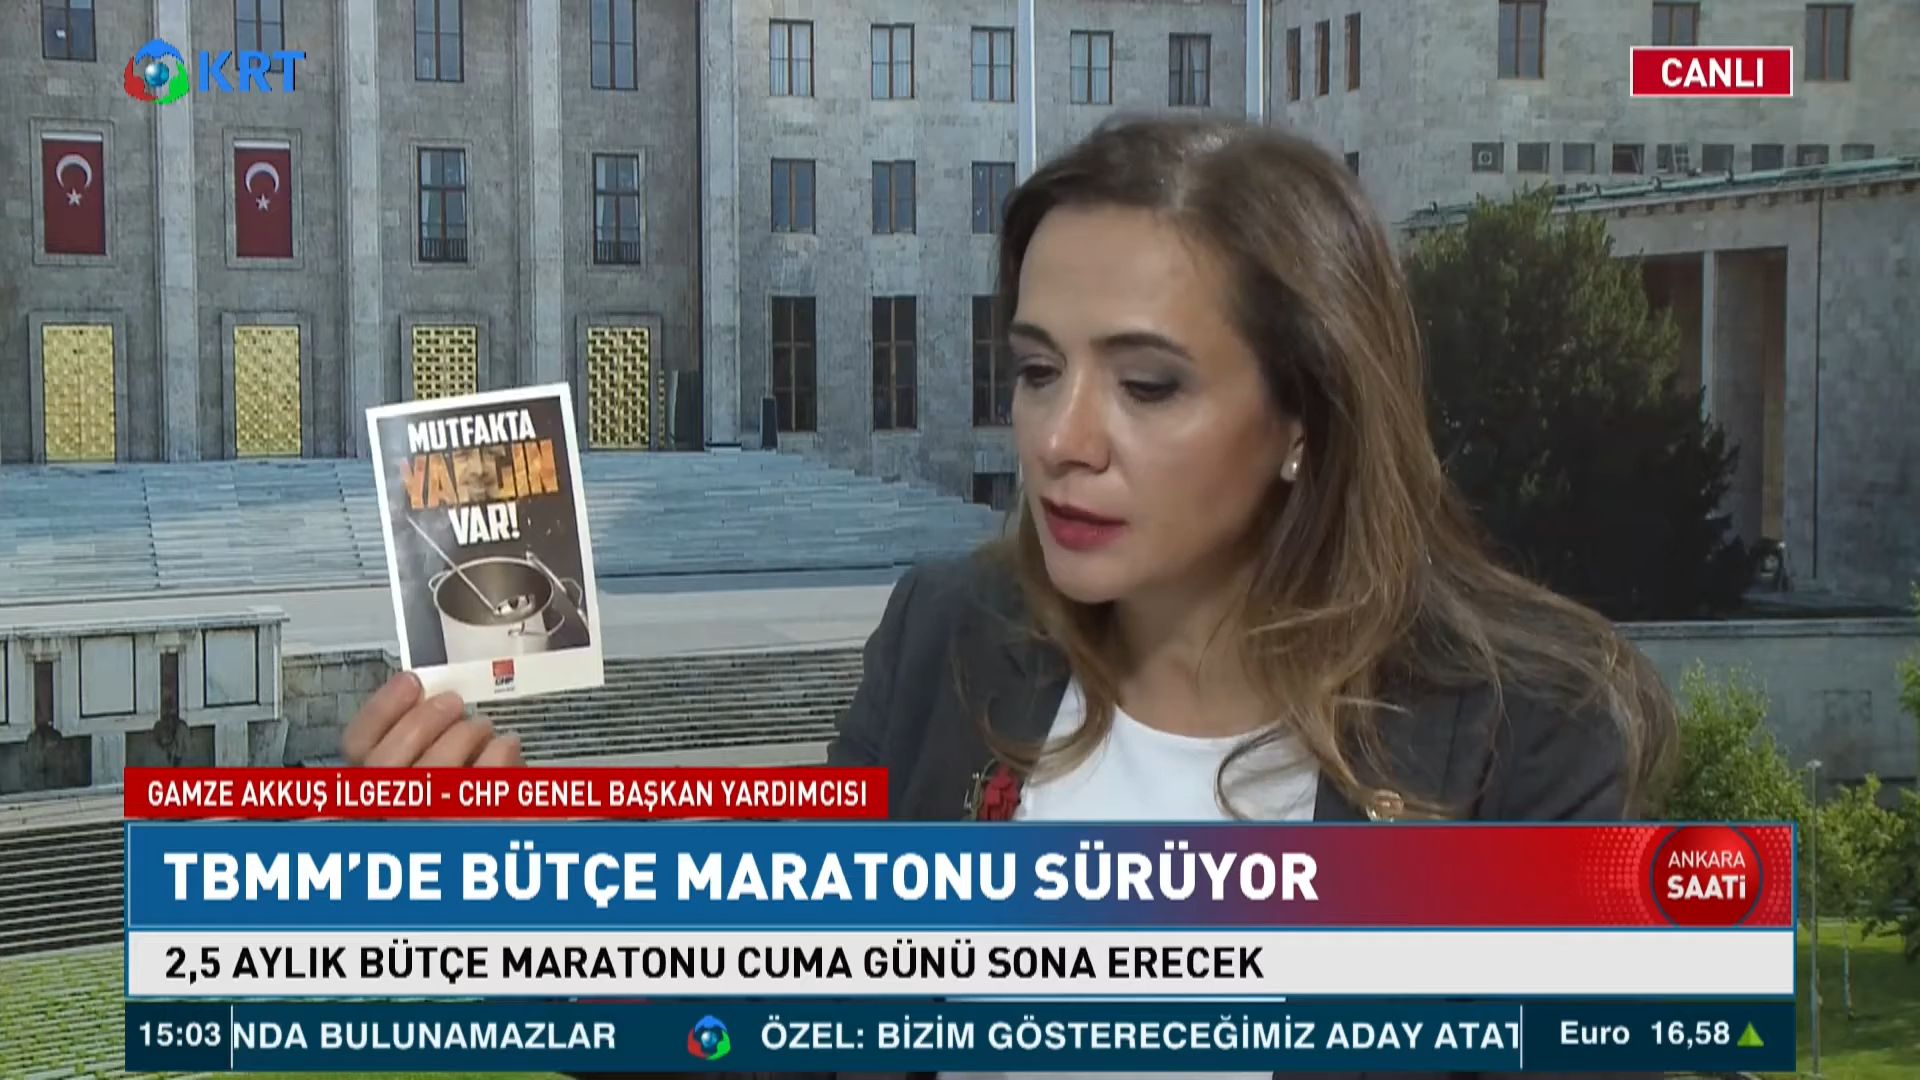 KRT
CANLI
MUTFAKTA
YANGIN
VAR!
CHP
GAMZE AKKUŞ İLGEZDİ - CHP GENEL BAŞKAN YARDIMCISI
TBMM'DE BÜTÇE MARATONU SÜRÜYOR
ANKARA
SAATi
2,5 AYLIK BÜTÇE MARATONU CUMA GÜNÜ SONA ERECEK
15:03 NDA BULUNAMAZLAR ÖZEL: BİZİM GÖSTERECEĞİMİZ ADAY ATAT Euro 16,58